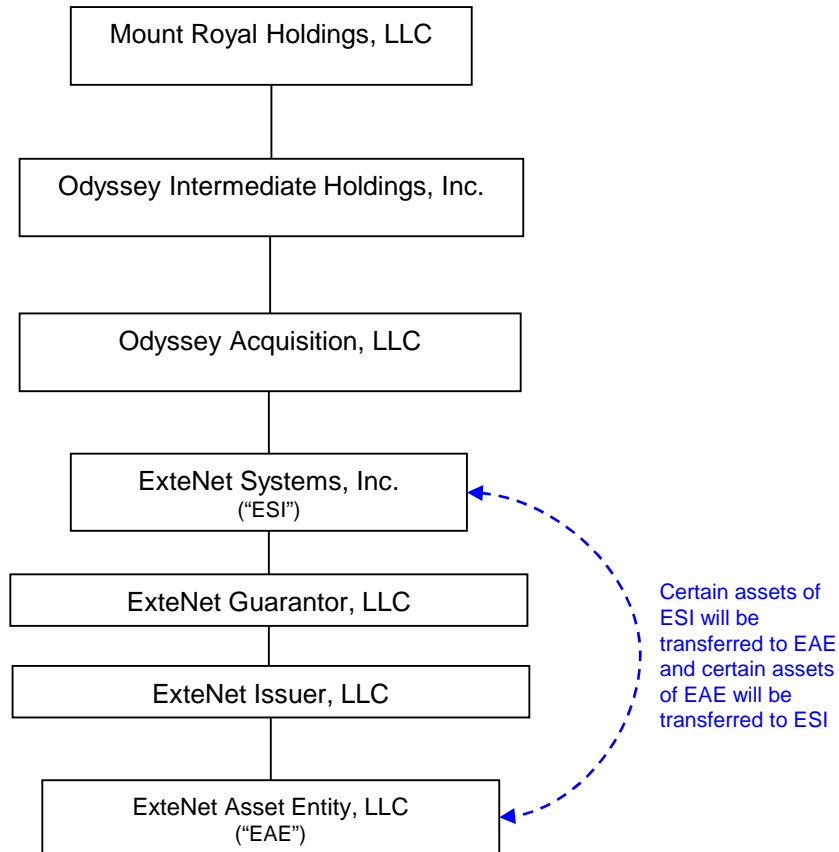 Mount Royal Holdings, LLC
Odyssey Intermediate Holdings, Inc.
Odyssey Acquisition, LLC
ExteNet Systems, Inc.
(“ESI”)
ExteNet Guarantor, LLC
ExteNet Issuer, LLC
ExteNet Asset Entity, LLC
(“EAE”)
Certain assets of
ESI will be
transferred to EAE
and certain assets
of EAE will be
transferred to ESI